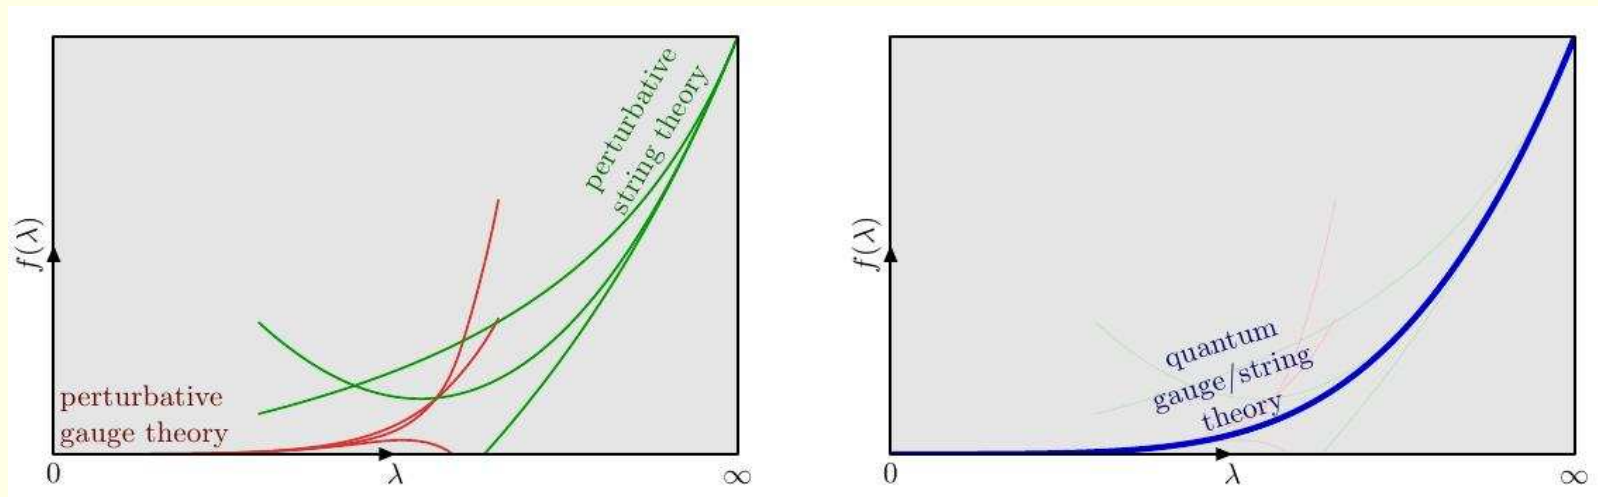 perturbative
string theory
f(λ)
perturbative
gauge theory
0
λ
∞
f(λ)
quantum
gauge/string
theory
0
λ
∞